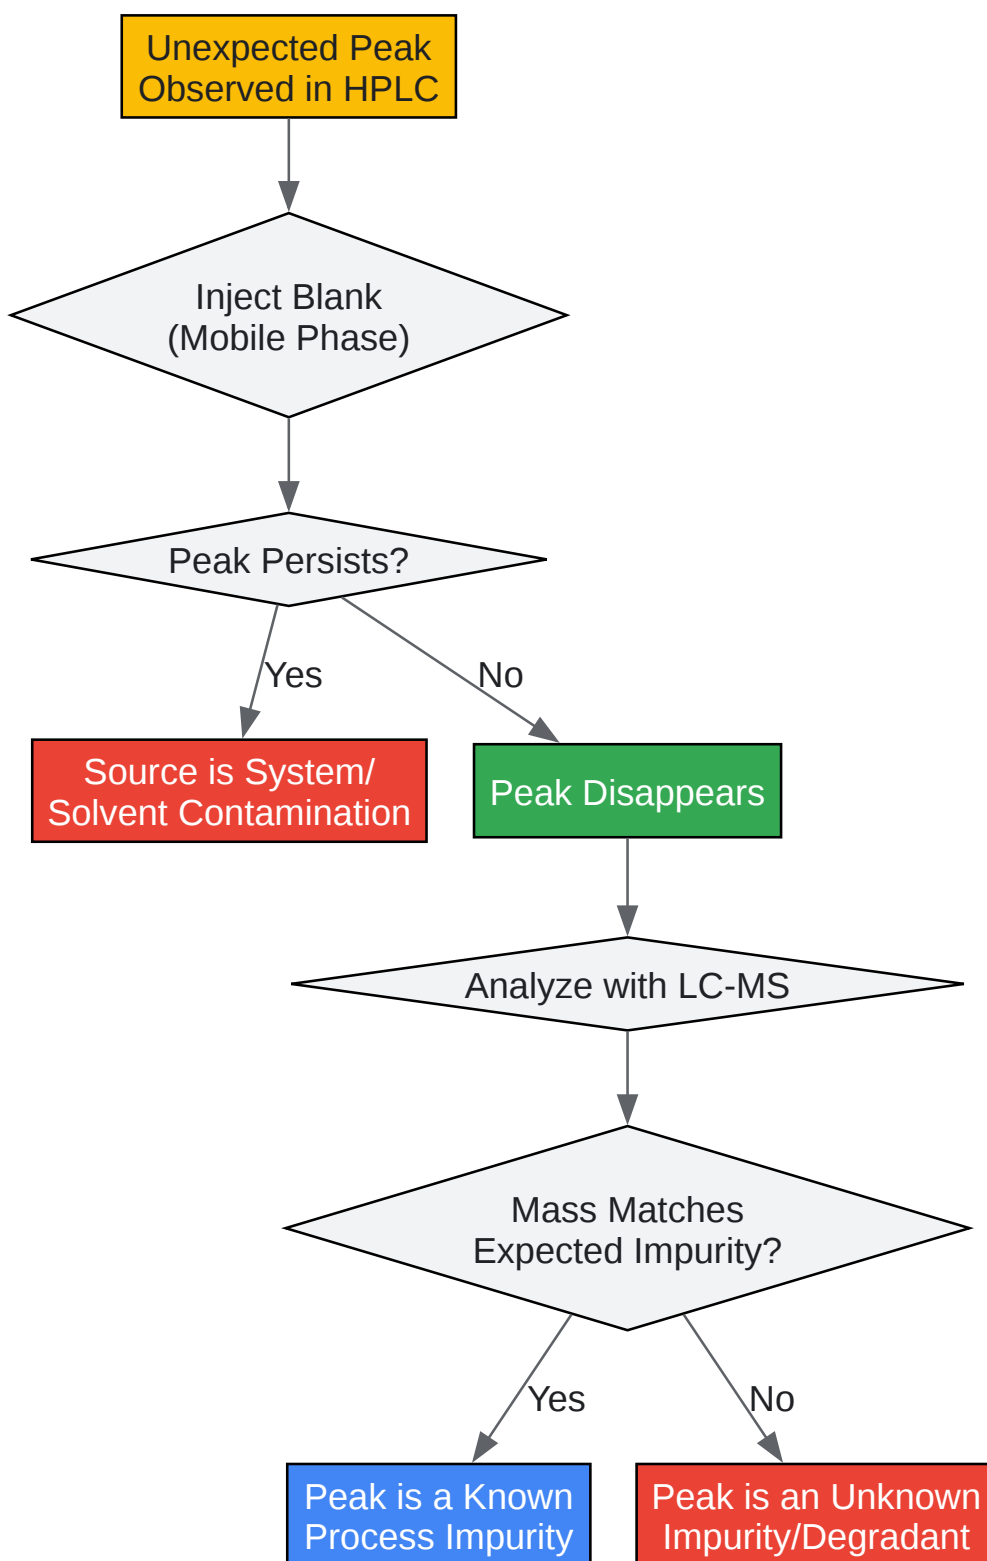 Unexpected Peak
Observed in HPLC
Inject Blank
(Mobile Phase)
Peak Persists?
Yes
No
Source is System/
Solvent Contamination
Peak Disappears
Analyze with LC-MS
Mass Matches
Expected Impurity?
Yes
No
Peak is a Known
Process Impurity
Peak is an Unknown
Impurity/Degradant